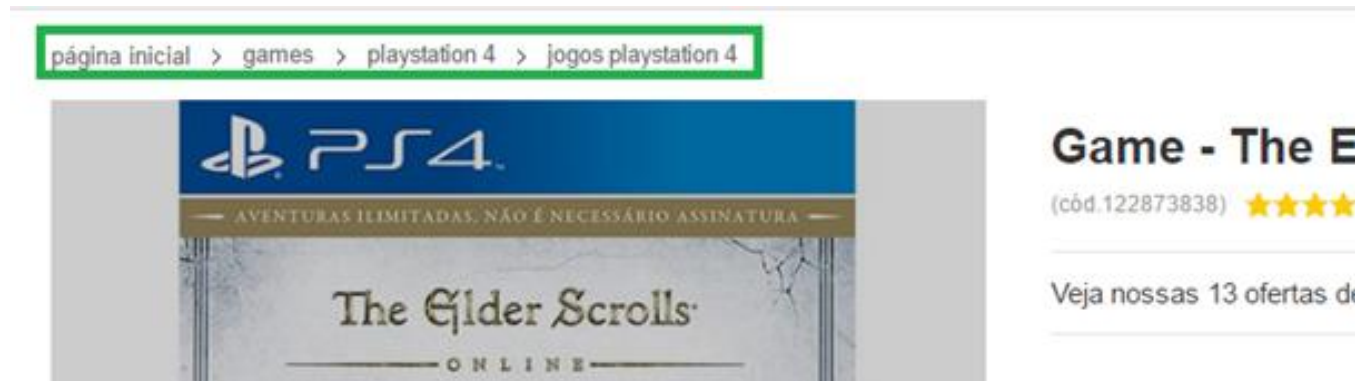 página inicial > games > playstation 4 > jogos playstation 4
PS4
AVENTURAS ILIMITADAS, NÃO É NECESSÁRIO ASSINATURA
The Elder Scrolls
ONLINE
Game - The E
(cód.122873838)
Veja nossas 13 ofertas de